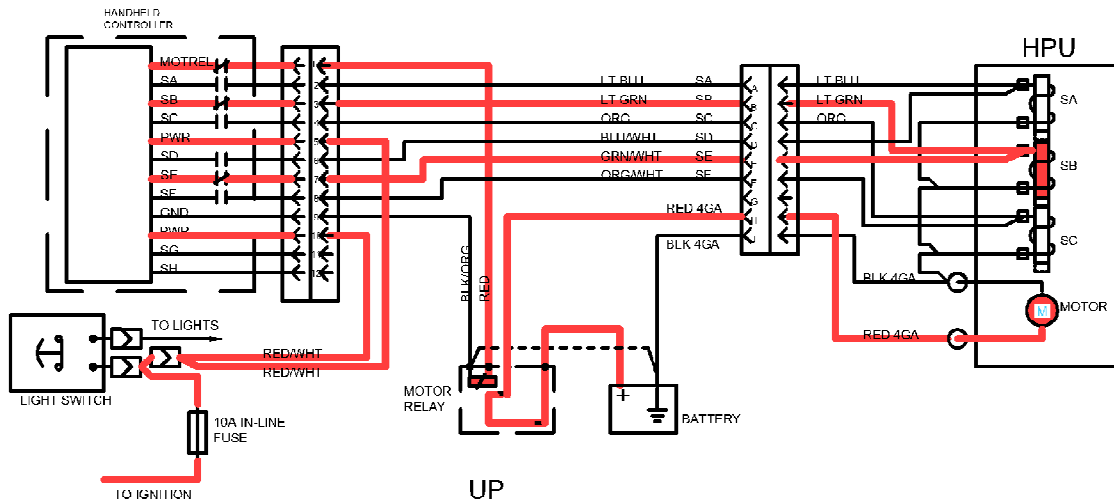 HANDHELD
CONTROLLER
HPU
MOTREL
SA
SB
SC
PWR
SD
SE
SF
GND
PWR
SG
SH
1
2
3
4
5
6
7
8
9
10
11
12
LT BLU SA
LT GRN SB
ORG SC
BLU/WHT SD
GRN/WHT SE
ORG/WHT SF
RED 4GA
BLK 4GA
A
B
C
D
E
F
G
H
J
LT BLU
LT GRN
ORG
SA
SB
SC
BLK 4GA
MOTOR
M
RED 4GA
BLK/ORG
RED
TO LIGHTS
RED/WHT
RED/WHT
LIGHT SWITCH
10A IN-LINE
FUSE
TO IGNITION
MOTOR
RELAY
+
BATTERY
UP